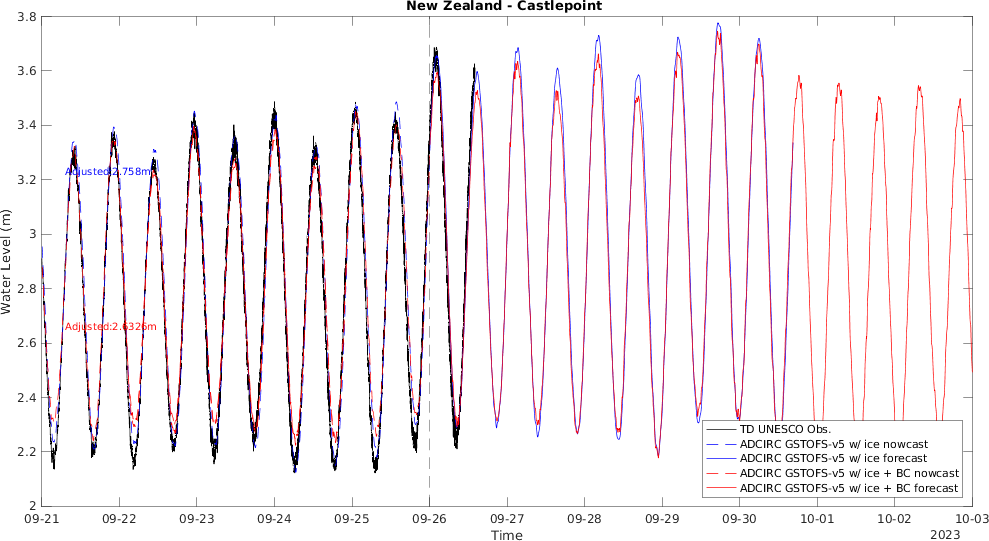 New Zealand - Castlepoint
3.8
3.6
3.4
3.2
3
2.8
2.6
2.4
2.2
2
Water Level (m)
Adjusted:2.758m
Adjusted:2.6326m
TD UNESCO Obs.
ADCIRC GSTOFS-v5 w/ ice nowcast
ADCIRC GSTOFS-v5 w/ ice forecast
ADCIRC GSTOFS-v5 w/ ice + BC nowcast
ADCIRC GSTOFS-v5 w/ ice + BC forecast
09-21 09-22 09-23 09-24 09-25 09-26 09-27 09-28 09-29 09-30 10-01 10-02 10-03
Time
2023